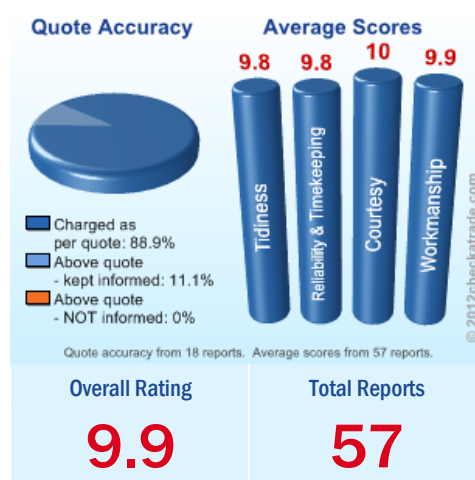 Quote Accuracy
Average Scores
9.8
9.8
10
9.9
Tidiness
Reliability & Timekeeping
Courtesy
Workmanship
Charged as
per quote: 88.9%
Above quote
- kept informed: 11.1%
Above quote
- NOT informed: 0%
© 2012checkatrade.com
Quote accuracy from 18 reports. Average scores from 57 reports.
Overall Rating
Total Reports
9.9
57